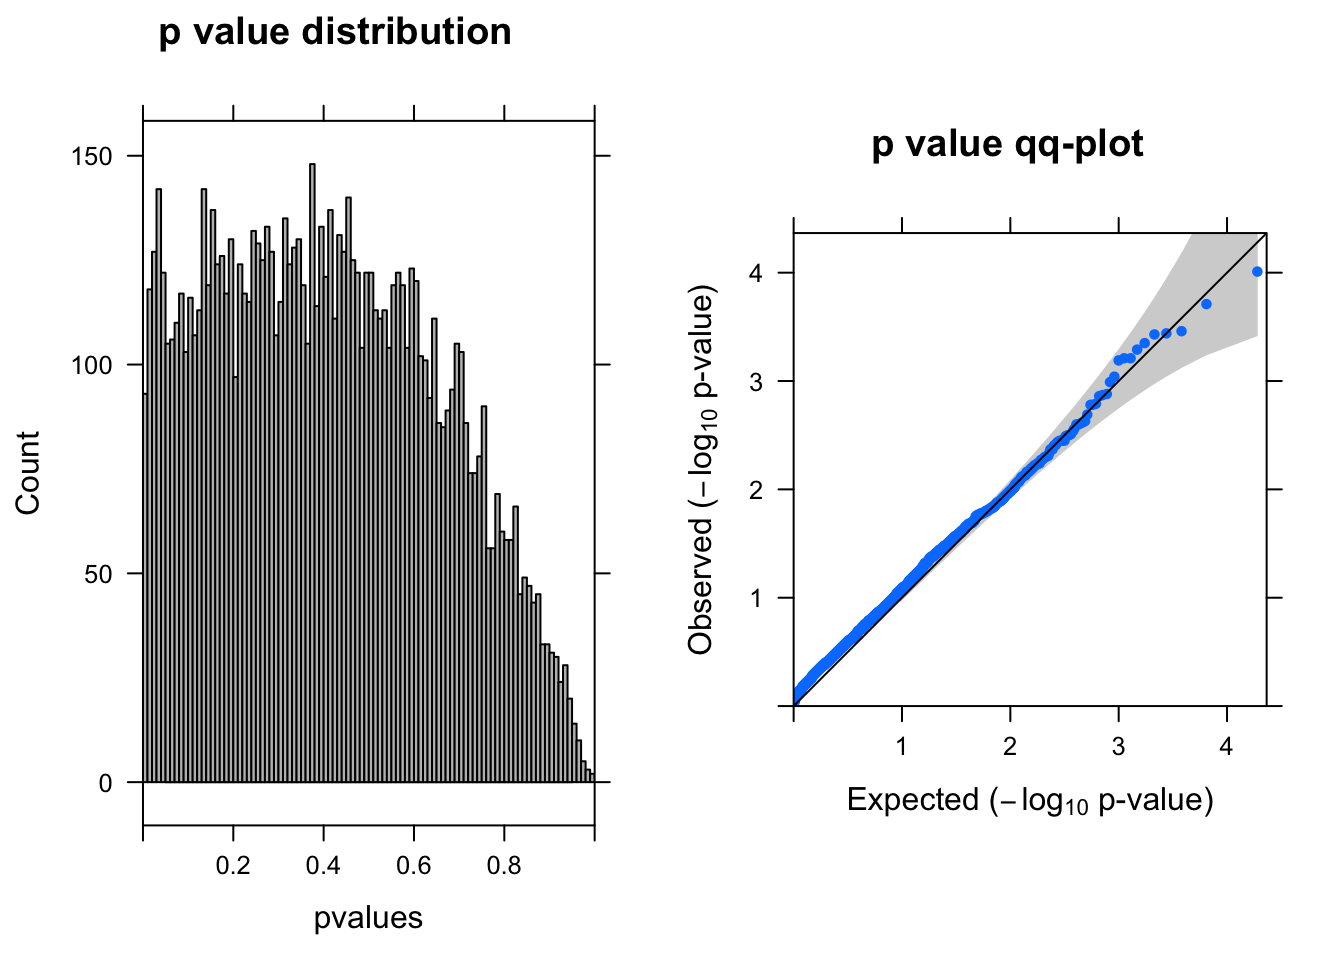 p value distribution
150
100
50
0
Count
0.2 0.4 0.6 0.8
pvalues
p value qq-plot
4
3
2
1
Observed (−log10 p-value)
1 2 3 4
Expected (−log10 p-value)